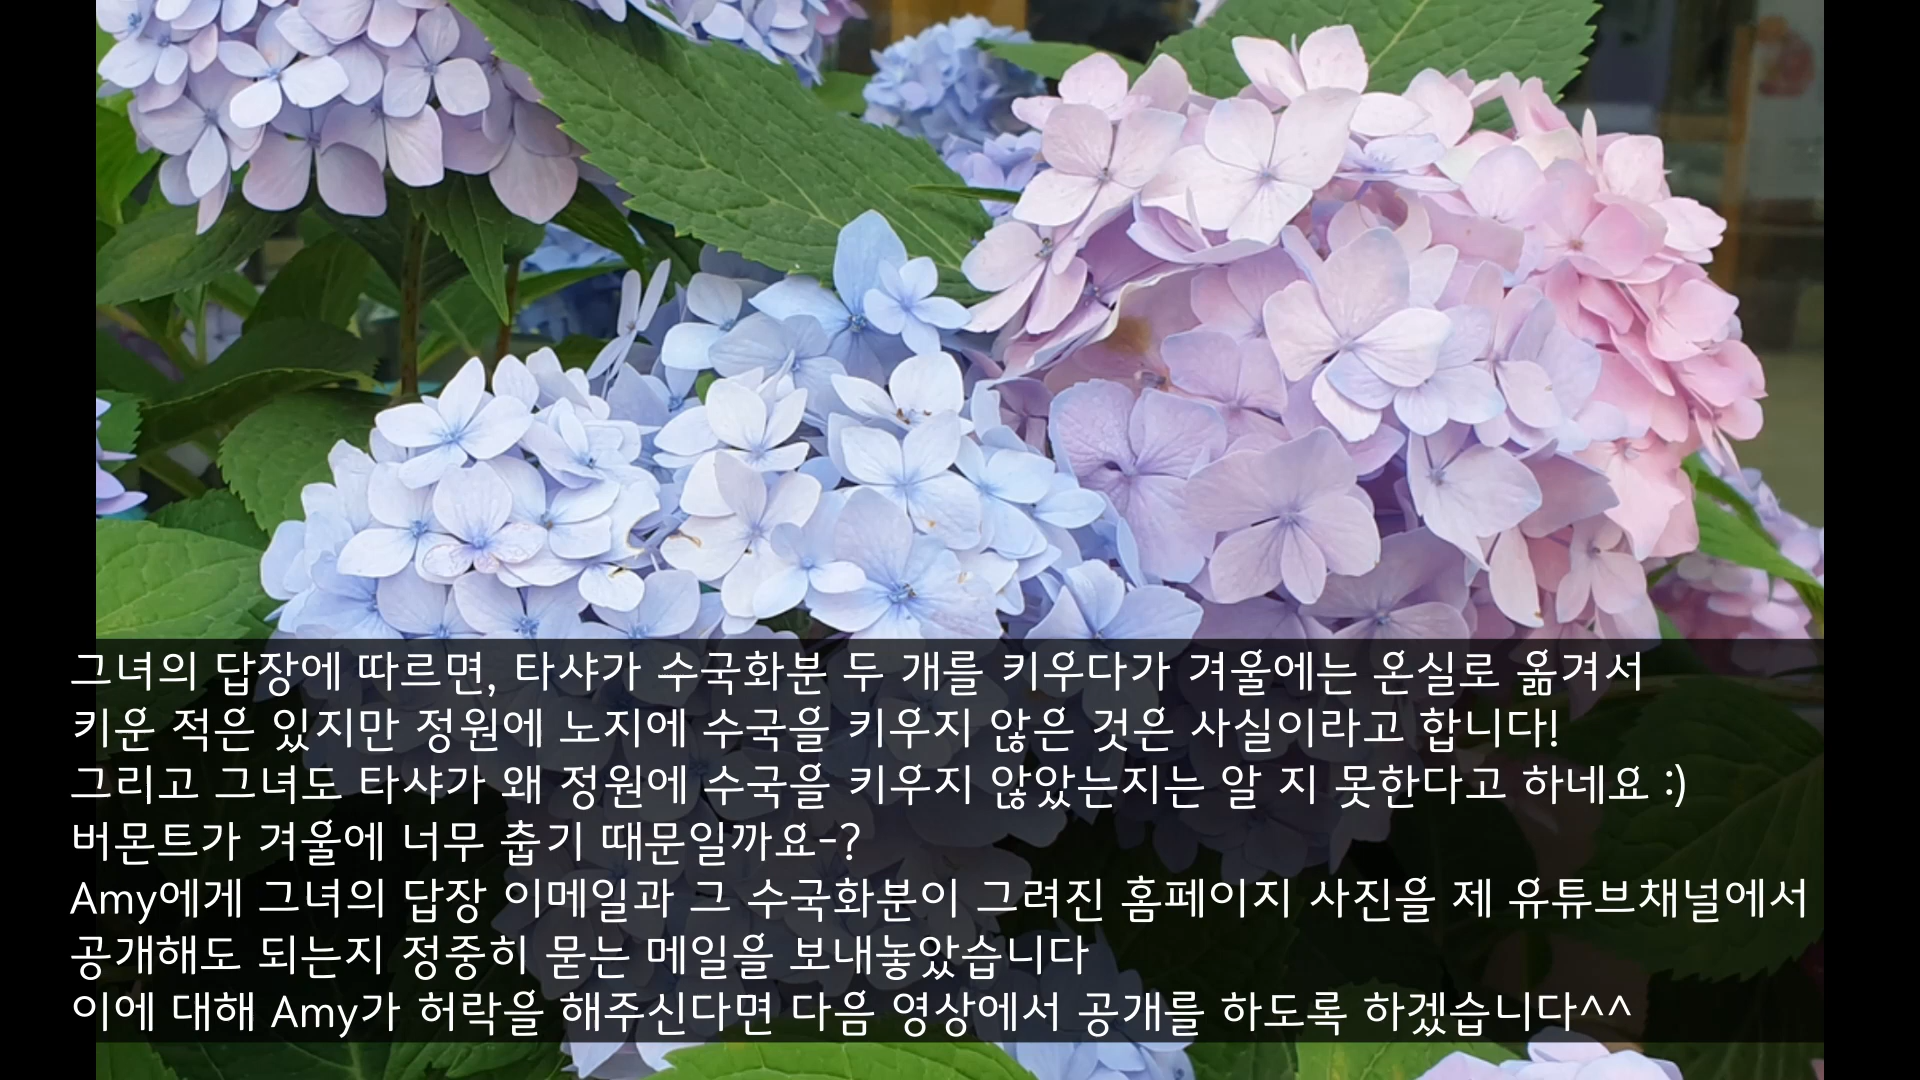 그녀의 답장에 따르면, 타샤가 수국화분 두 개를 키우다가 겨울에는 온실로 옮겨서
키운 적은 있지만 정원에 노지에 수국을 키우지 않은 것은 사실이라고 합니다!
그리고 그녀도 타샤가 왜 정원에 수국을 키우지 않았는지는 알 지 못한다고 하네요 :)
버몬트가 겨울에 너무 춥기 때문일까요-?
Amy에게 그녀의 답장 이메일과 그 수국화분이 그려진 홈페이지 사진을 제 유튜브채널에서
공개해도 되는지 정중히 묻는 메일을 보내놓았습니다
이에 대해 Amy가 허락을 해주신다면 다음 영상에서 공개를 하도록 하겠습니다^^